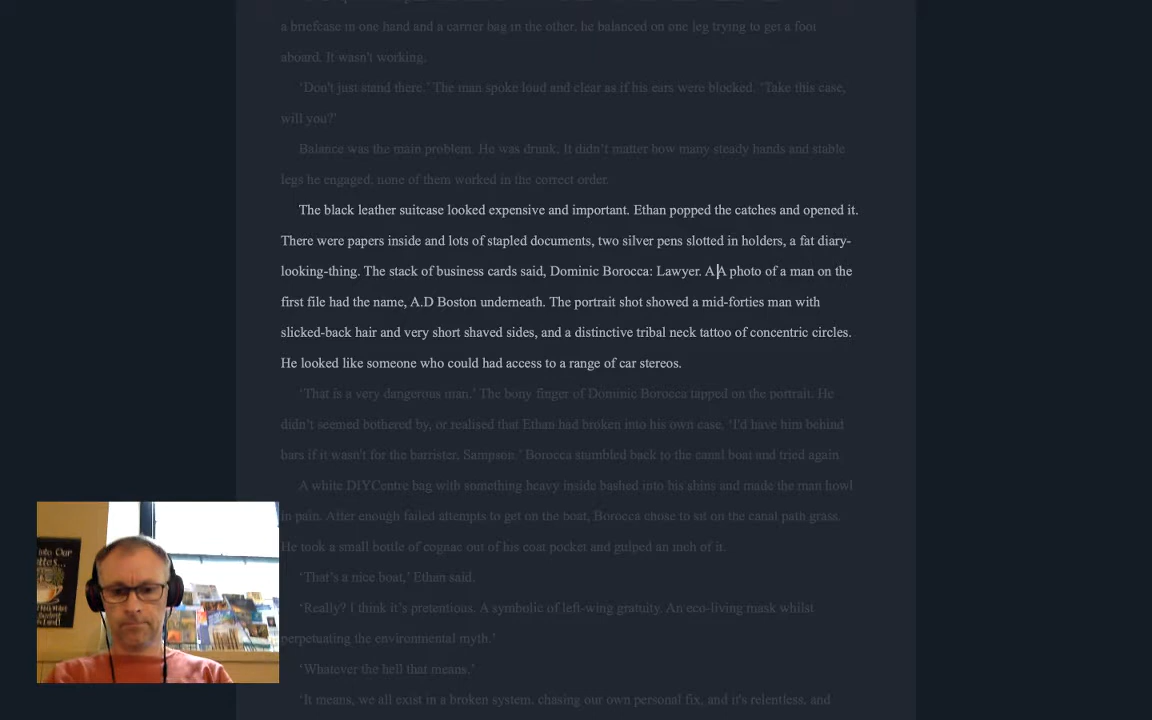 a briefcase in one hand and a carrier bag in the other, he balanced on one leg trying to get a foot
aboard. It wasn't working.
‘Don't just stand there.’ The man spoke loud and clear as if his ears were blocked. ‘Take this case,
will you?’
Balance was the main problem. He was drunk. It didn’t matter how many steady hands and stable
legs he engaged, none of them worked in the correct order.
The black leather suitcase looked expensive and important. Ethan popped the catches and opened it.
There were papers inside and lots of stapled documents, two silver pens slotted in holders, a fat diary-
looking-thing. The stack of business cards said, Dominic Borocca: Lawyer. A A photo of a man on the
first file had the name, A.D Boston underneath. The portrait shot showed a mid-forties man with
slicked-back hair and very short shaved sides, and a distinctive tribal neck tattoo of concentric circles.
He looked like someone who could had access to a range of car stereos.
‘That is a very dangerous man.’ The bony finger of Dominic Borocca tapped on the portrait. He
didn’t seemed bothered by, or realised that Ethan had broken into his own case. ‘I'd have him behind
bars if it wasn't for the barrister, Sampson.’ Borocca stumbled back to the canal boat and tried again.
A white DIYCentre bag with something heavy inside bashed into his shins and made the man howl
in pain. After enough failed attempts to get on the boat, Borocca chose to sit on the canal path grass.
He took a small bottle of cognac out of his coat pocket and gulped an inch of it.
‘That’s a nice boat,’ Ethan said.
‘Really? I think it’s pretentious. A symbolic of left-wing gratuity. An eco-living mask whilst
perpetuating the environmental myth.’
‘Whatever the hell that means.’
‘It means, we all exist in a broken system, chasing our own personal fix, and it's relentless, and
into Our